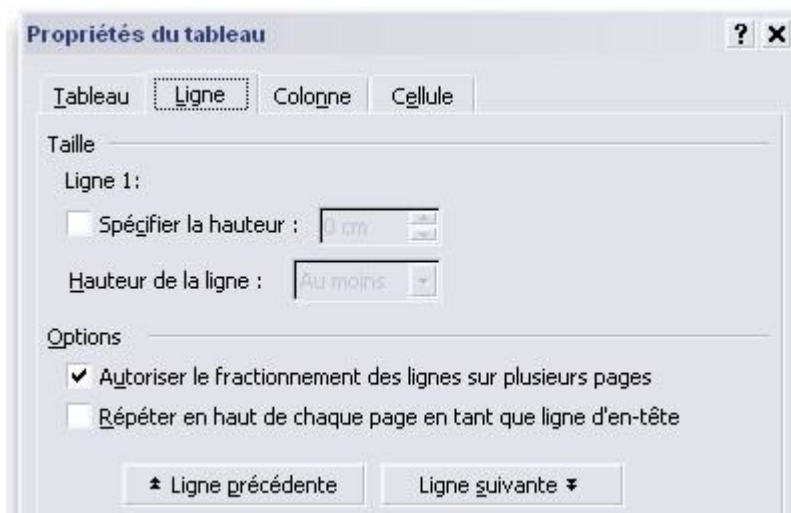 Propriétés du tableau
Tableau Ligne Colonne Cellule
Taille
Ligne 1:
Spécifier la hauteur : 0 cm
Hauteur de la ligne : Au moins
Options
Autoriser le fractionnement des lignes sur plusieurs pages
Répéter en haut de chaque page en tant que ligne d'en-tête
Ligne précédente Ligne suivante